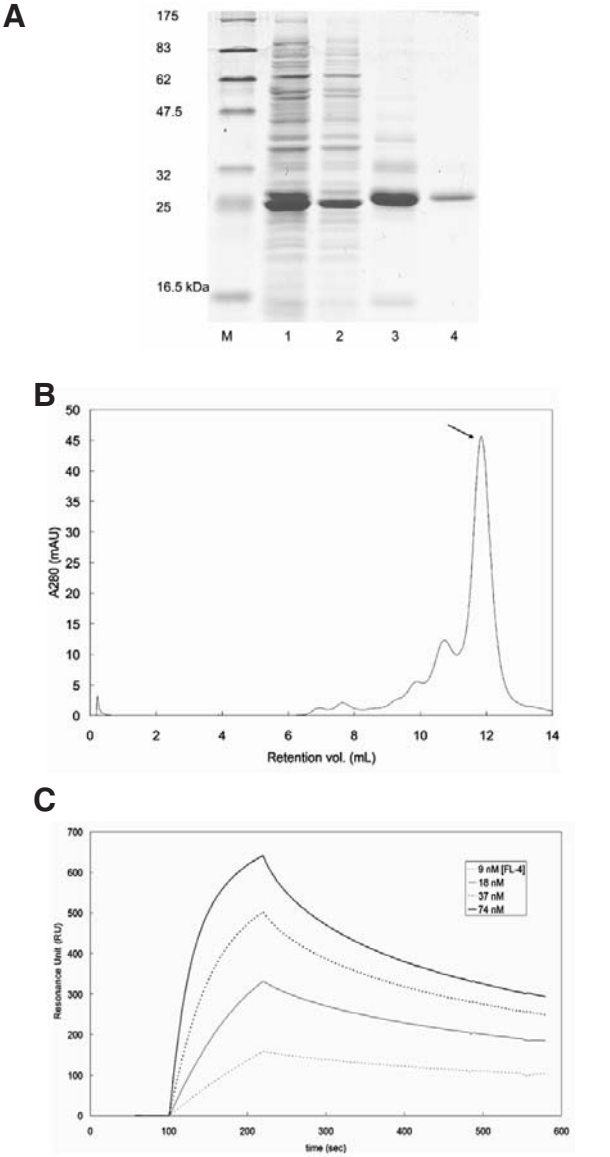 A
175
83
62
47.5
32
25
16.5 kDa
M 1 2 3 4
B
50
45
40
35
30
25
20
15
10
5
0
A280 (mAU)
0 2 4 6 8 10 12 14
Retention vol. (mL)
C
700
600
500
400
300
200
100
0
Resonance Unit (RU)
9 nM [FL-4]
18 nM
37 nM
74 nM
0 100 200 300 400 500 600
time (sec)